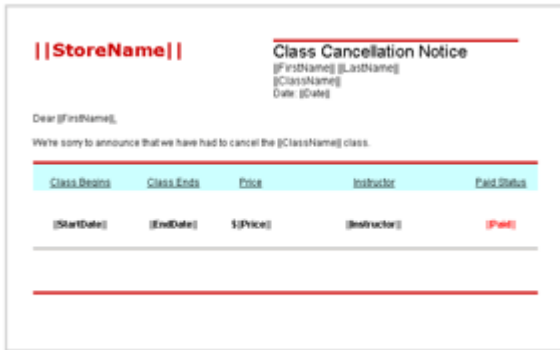 ||StoreName||
Class Cancellation Notice
||FirstName|| ||LastName||
||ClassName||
Date: ||Date||
Dear ||FirstName||,
We're sorry to announce that we have had to cancel the ||ClassName|| class.
Class Begins Class Ends Price Instructor Paid Status
||StartDate|| ||EndDate|| $||Price|| ||Instructor|| ||Paid||